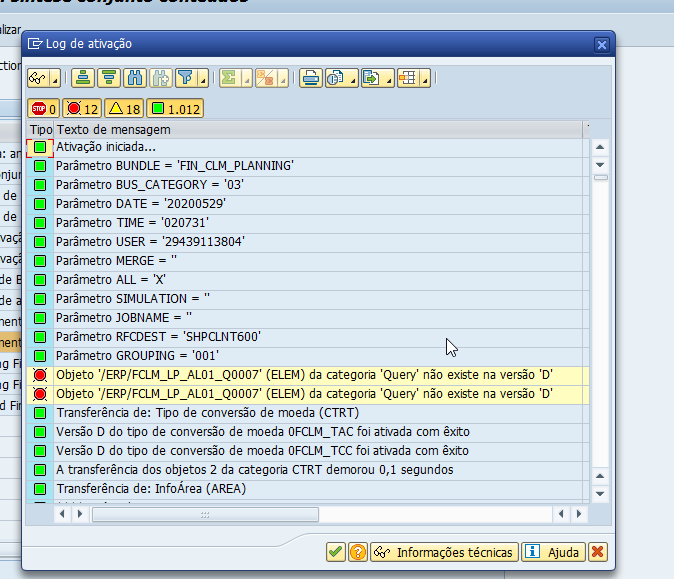 Log de ativação
STOP 0 12 18 1.012
Tipo Texto de mensagem
Ativação iniciada...
Parâmetro BUNDLE = 'FIN_CLM_PLANNING'
Parâmetro BUS_CATEGORY = '03'
Parâmetro DATE = '20200529'
Parâmetro TIME = '020731'
Parâmetro USER = '29439113804'
Parâmetro MERGE = ''
Parâmetro ALL = 'X'
Parâmetro SIMULATION = ''
Parâmetro JOBNAME = ''
Parâmetro RFCDEST = 'SHPCLNT600'
Parâmetro GROUPING = '001'
Objeto '/ERP/FCLM_LP_AL01_Q0007' (ELEM) da categoria 'Query' não existe na versão 'D'
Objeto '/ERP/FCLM_LP_AL01_Q0007' (ELEM) da categoria 'Query' não existe na versão 'D'
Transferência de: Tipo de conversão de moeda (CTRT)
Versão D do tipo de conversão de moeda 0FCLM_TAC foi ativada com êxito
Versão D do tipo de conversão de moeda 0FCLM_TCC foi ativada com êxito
A transferência dos objetos 2 da categoria CTRT demorou 0,1 segundos
Transferência de: InfoÁrea (AREA)
Informações técnicas Ajuda